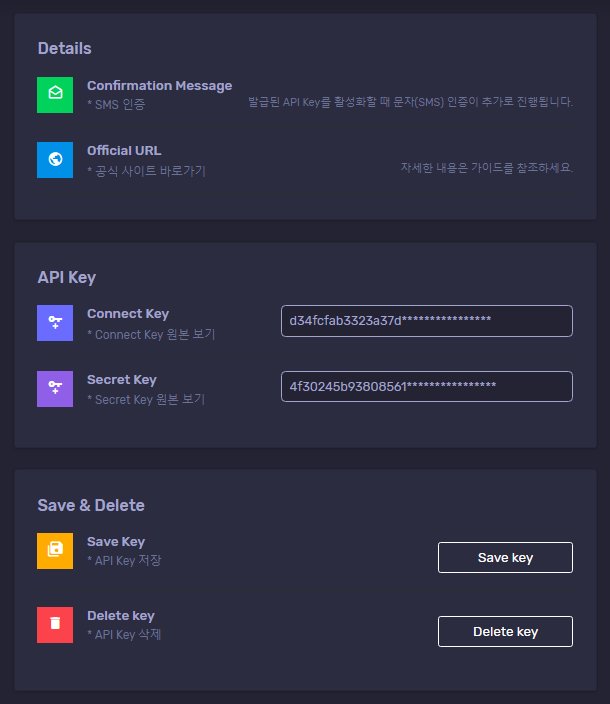 Details
Confirmation Message
* SMS 인증
발급된 API Key를 활성화할 때 문자(SMS) 인증이 추가로 진행됩니다.
Official URL
* 공식 사이트 바로가기
자세한 내용은 가이드를 참조하세요.
API Key
Connect Key
* Connect Key 원본 보기
d34fcfab3323a37d****************
Secret Key
* Secret Key 원본 보기
4f30245b93808561****************
Save & Delete
Save Key
* API Key 저장
Save key
Delete key
* API Key 삭제
Delete key